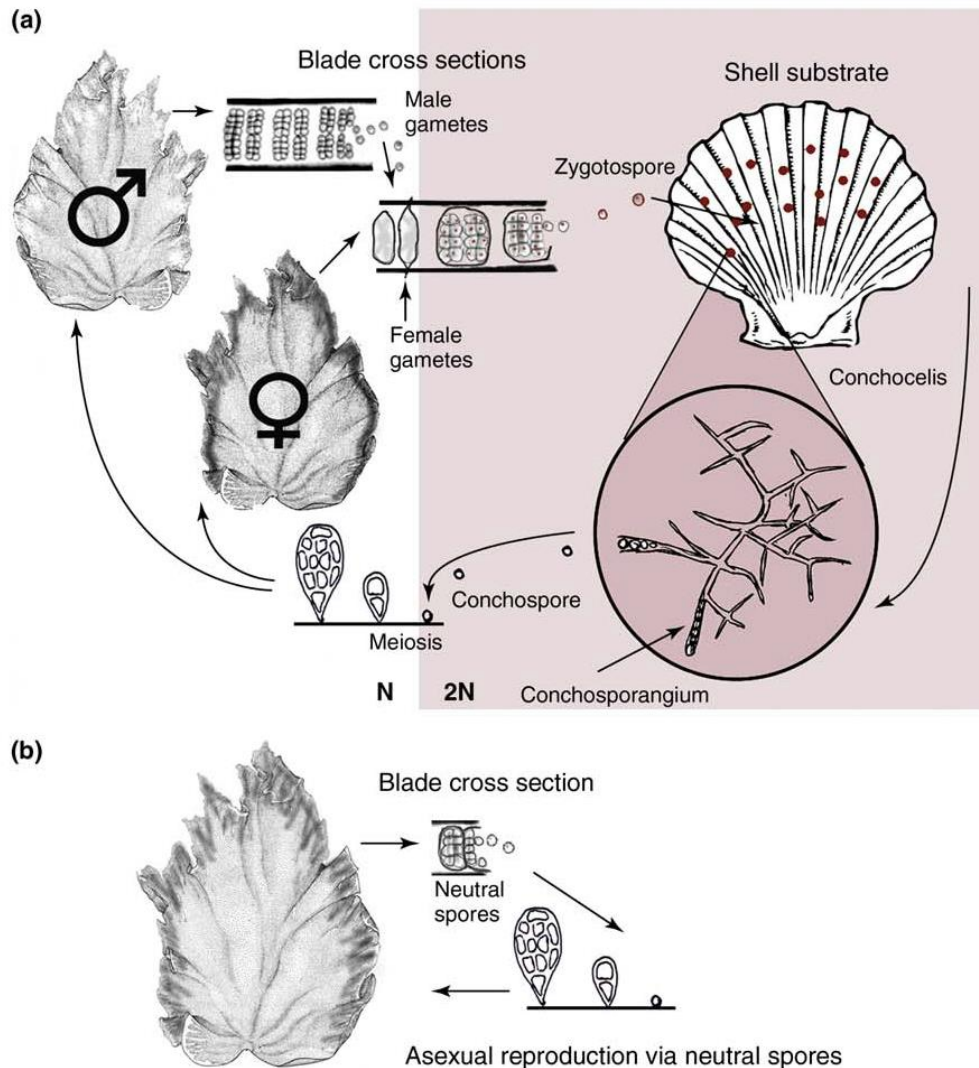 (a)
Blade cross sections
Male
gametes
Shell substrate
Zygotospore
Female
gametes
Conchocelis
Conchospore
Meiosis
N 2N
Conchosporangium
(b)
Blade cross section
Neutral
spores
Asexual reproduction via neutral spores